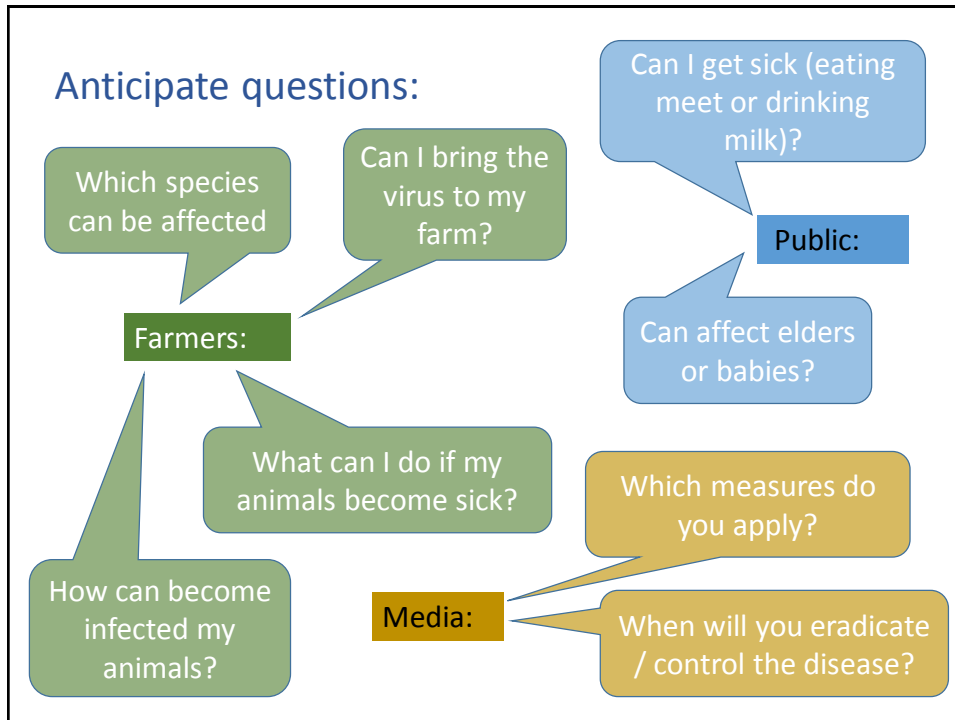 Anticipate questions:
Which species
can be affected
Can I bring the
virus to my
farm?
Farmers:
What can I do if my
animals become sick?
How can become
infected my
animals?
Can I get sick (eating
meet or drinking
milk)?
Public:
Can affect elders
or babies?
Which measures do
you apply?
Media:
When will you eradicate
/ control the disease?